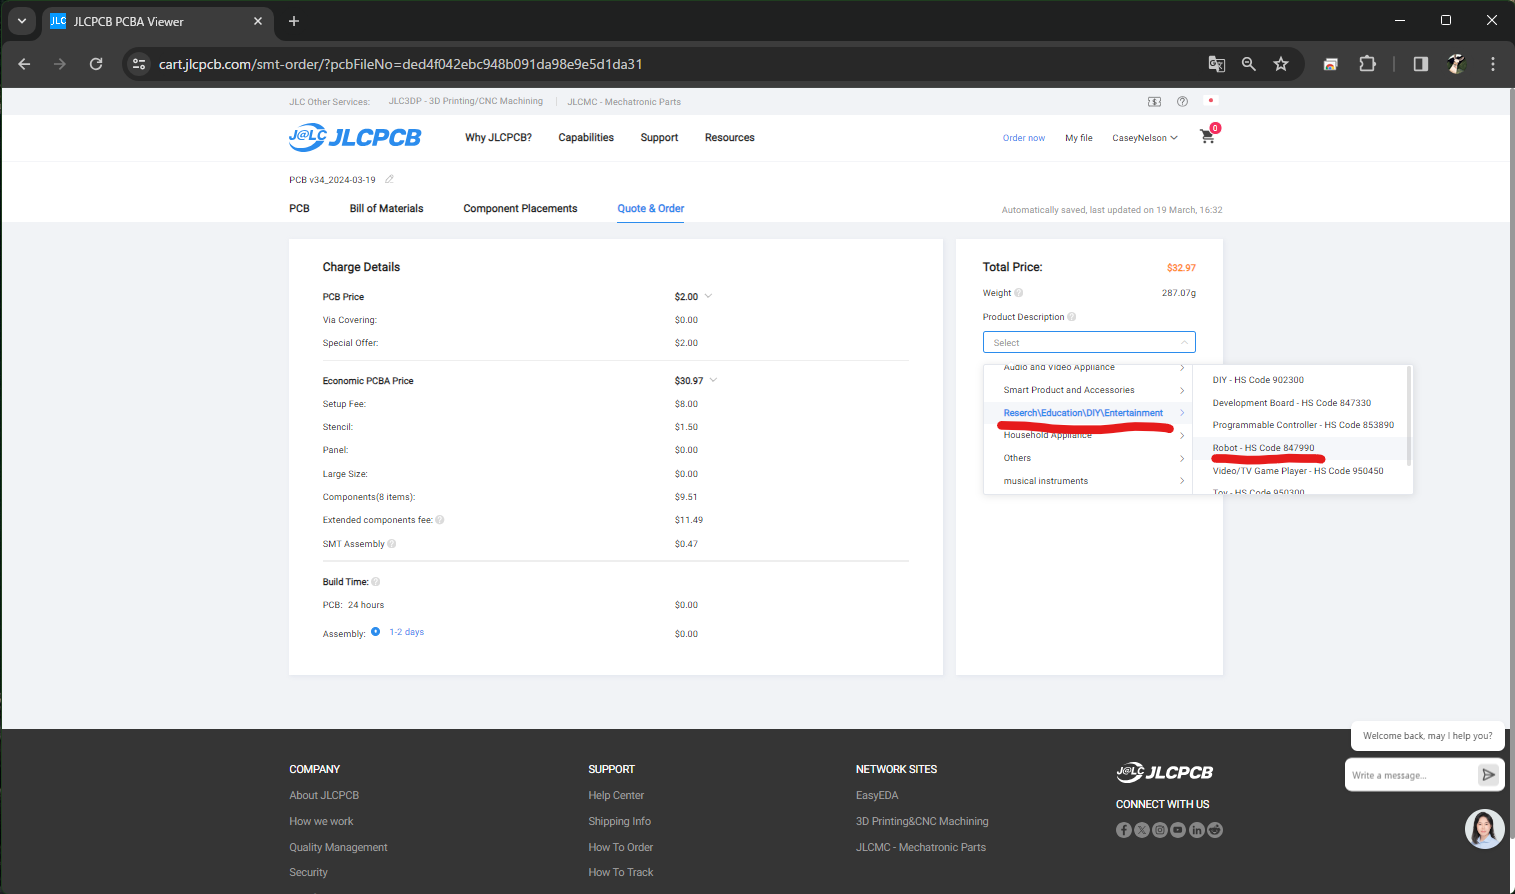 JLC JLCPCB PCBA Viewer
cart.jlcpcb.com/smt-order/?pcbFileNo=ded4f042ebc948b091da98e9e5d1da31
JLC Other Services: JLC3DP - 3D Printing/CNC Machining JLCMC - Mechatronic Parts
J@LC JLCPCB Why JLCPCB? Capabilities Support Resources Order now My file CaseyNelson 0
PCB v34_2024-03-19
PCB Bill of Materials Component Placements Quote & Order Automatically saved, last updated on 19 March, 16:32
Charge Details
PCB Price $2.00
Via Covering: $0.00
Special Offer: $2.00
Economic PCBA Price $30.97
Setup Fee: $8.00
Stencil: $1.50
Panel: $0.00
Large Size: $0.00
Components(8 items): $9.51
Extended components fee: $11.49
SMT Assembly $0.47
Build Time:
PCB: 24 hours $0.00
Assembly: 1-2 days $0.00
Total Price: $32.97
Weight 287.07g
Product Description
Select
Audio and Video Appliance
Smart Product and Accessories
Reserch\Education\DIY\Entertainment
Household Appliance
Others
musical instruments
DIY - HS Code 902300
Development Board - HS Code 847330
Programmable Controller - HS Code 853890
Robot - HS Code 847990
Video/TV Game Player - HS Code 950450
Toy - HS Code 950300
Welcome back, may I help you?
Write a message...
COMPANY
About JLCPCB
How we work
Quality Management
Security
SUPPORT
Help Center
Shipping Info
How To Order
How To Track
NETWORK SITES
EasyEDA
3D Printing&CNC Machining
JLCMC - Mechatronic Parts
J@LC JLCPCB
CONNECT WITH US